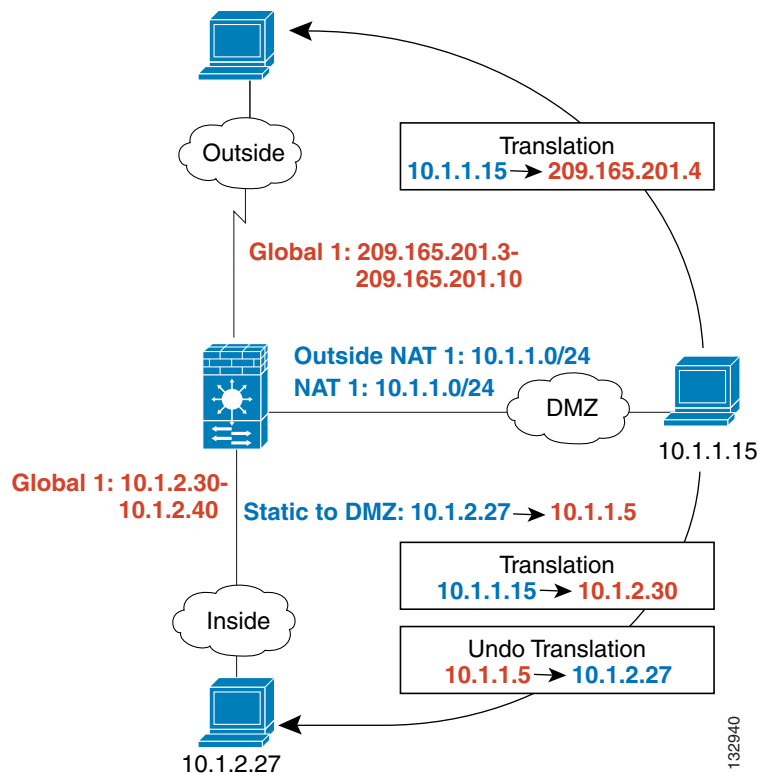 Outside
Translation
10.1.1.15 → 209.165.201.4
Global 1: 209.165.201.3-
209.165.201.10
Outside NAT 1: 10.1.1.0/24
NAT 1: 10.1.1.0/24
DMZ
10.1.1.15
Global 1: 10.1.2.30-
10.1.2.40
Static to DMZ: 10.1.2.27 → 10.1.1.5
Translation
10.1.1.15 → 10.1.2.30
Inside
Undo Translation
10.1.1.5 → 10.1.2.27
10.1.2.27
132940